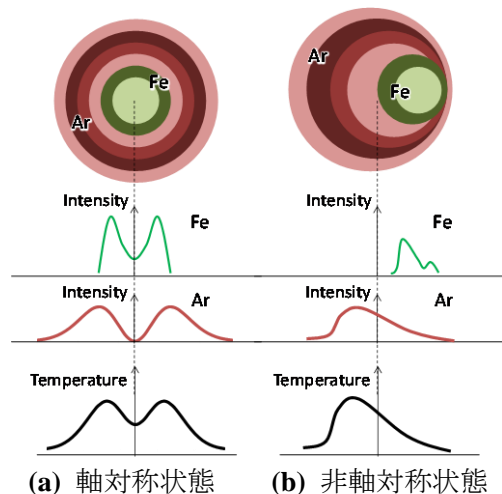 Fe
Ar
Ar
Fe
Intensity
Fe
Intensity
Fe
Intensity
Ar
Intensity
Ar
Temperature
Temperature
(a) 軸対称状態
(b) 非軸対称状態